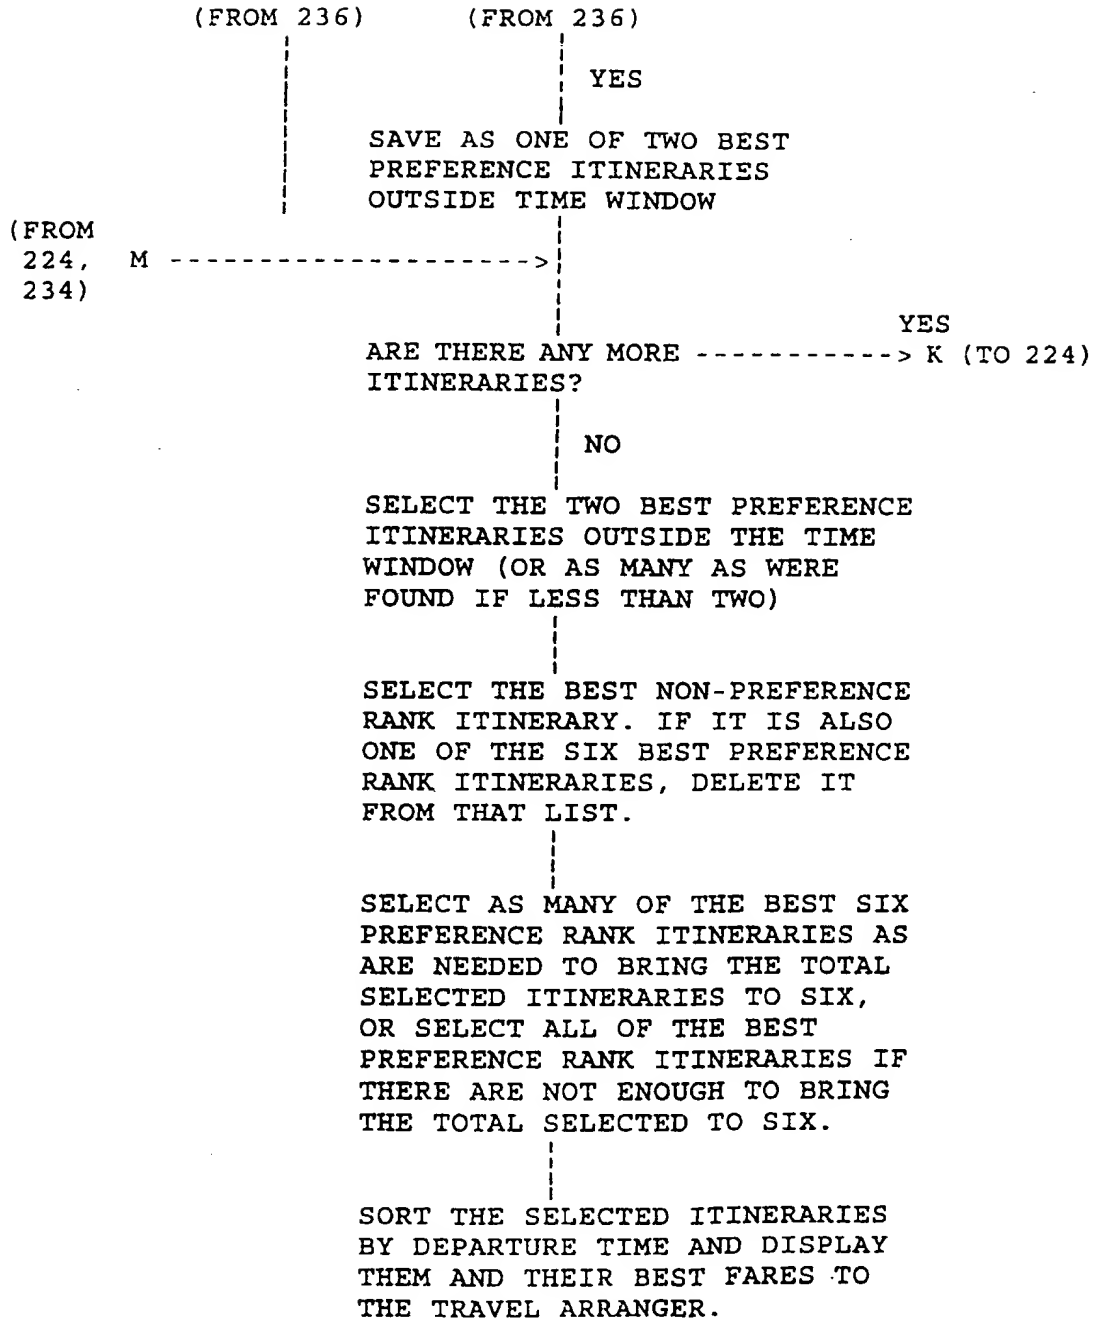 (FROM 236) (FROM 236)
YES
SAVE AS ONE OF TWO BEST
PREFERENCE ITINERARIES
OUTSIDE TIME WINDOW
(FROM
224, M
234)
YES
ARE THERE ANY MORE K (TO 224)
ITINERARIES?
NO
SELECT THE TWO BEST PREFERENCE
ITINERARIES OUTSIDE THE TIME
WINDOW (OR AS MANY AS WERE
FOUND IF LESS THAN TWO)
SELECT THE BEST NON-PREFERENCE
RANK ITINERARY. IF IT IS ALSO
ONE OF THE SIX BEST PREFERENCE
RANK ITINERARIES, DELETE IT
FROM THAT LIST.
SELECT AS MANY OF THE BEST SIX
PREFERENCE RANK ITINERARIES AS
ARE NEEDED TO BRING THE TOTAL
SELECTED ITINERARIES TO SIX,
OR SELECT ALL OF THE BEST
PREFERENCE RANK ITINERARIES IF
THERE ARE NOT ENOUGH TO BRING
THE TOTAL SELECTED TO SIX.
SORT THE SELECTED ITINERARIES
BY DEPARTURE TIME AND DISPLAY
THEM AND THEIR BEST FARES TO
THE TRAVEL ARRANGER.